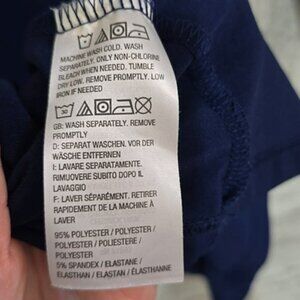 MACHINE WASH COLD. WASH
SEPARATELY. ONLY NON-CHLORINE
BLEACH WHEN NEEDED. TUMBLE
DRY LOW. REMOVE PROMPTLY. LOW
IRON IF NEEDED
30
GB: WASH SEPARATELY. REMOVE
PROMPTLY
D: SEPARAT WASCHEN. VOR DER
WÄSCHE ENTFERNEN
I: LAVARE SEPARATAMENTE.
RIMUOVERE SUBITO DOPO IL
LAVAGGIO
F: LAVER SÉPARÉMENT. RETIRER
RAPIDEMENT DE LA MACHINE À
LAVER
95% POLYESTER / POLYESTER /
POLYESTER / POLIESTERE /
POLYESTER
5% SPANDEX / ELASTANE /
ELASTHAN / ELASTAN / ÉLASTHANNE